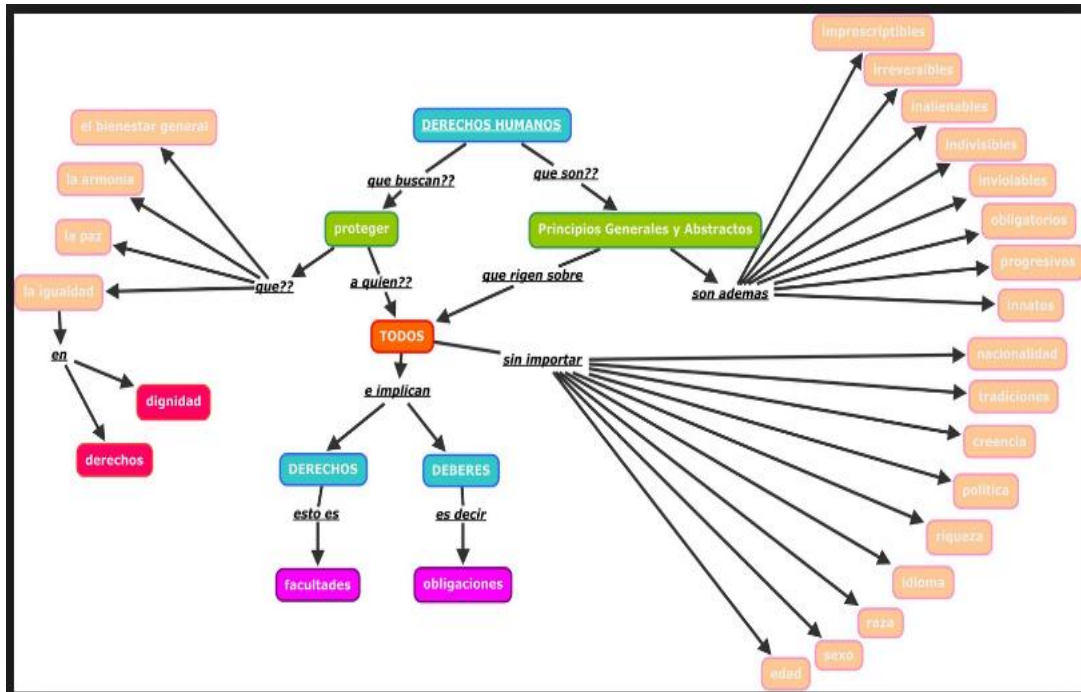 DERECHOS HUMANOS
que buscan??
que son??
proteger
Principios Generales y Abstractos
que??
a quien??
que rigen sobre
son ademas
el bienestar general
la armonia
la paz
la igualdad
en
dignidad
derechos
TODOS
e implican
sin importar
DERECHOS
DEBERES
esto es
es decir
facultades
obligaciones
improscriptibles
irreversibles
inalienables
indivisibles
inviolables
obligatorios
progresivos
innatos
nacionalidad
tradiciones
creencia
politica
riqueza
idioma
raza
sexo
edad